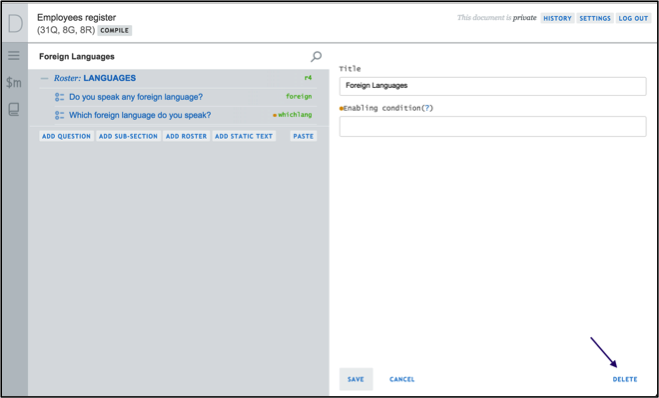 D
Employees register
(31Q, 8G, 8R) COMPILE
This document is private HISTORY SETTINGS LOG OUT
$m
Foreign Languages
Roster: LANGUAGES r4
Do you speak any foreign language? foreign
Which foreign language do you speak? whichlang
ADD QUESTION ADD SUB-SECTION ADD ROSTER ADD STATIC TEXT PASTE
Title
Foreign Languages
Enabling condition(?)
SAVE CANCEL DELETE